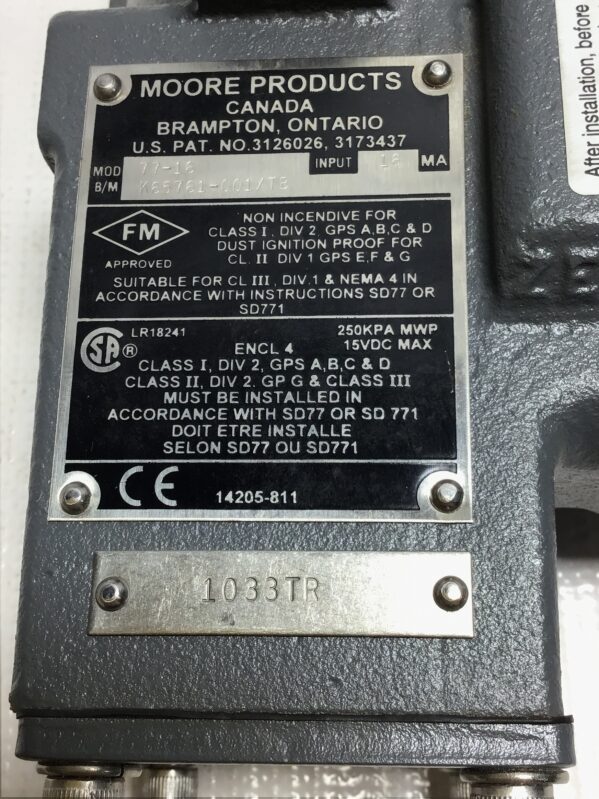 MOORE PRODUCTS
CANADA
BRAMPTON, ONTARIO
U.S. PAT. NO.3126026, 3173437
MOD 77-16 INPUT 18 MA
B/M
FM
APPROVED
NON INCENDIVE FOR
CLASS I, DIV 2, GPS A,B,C & D
DUST IGNITION PROOF FOR
CL. II DIV 1 GPS E,F & G
SUITABLE FOR CL III, DIV.1 & NEMA 4 IN
ACCORDANCE WITH INSTRUCTIONS SD77 OR
SD771
SA ®
LR18241 250KPA MWP
15VDC MAX
ENCL 4
CLASS I, DIV 2, GPS A,B,C & D
CLASS II, DIV 2. GP G & CLASS III
MUST BE INSTALLED IN
ACCORDANCE WITH SD77 OR SD 771
DOIT ETRE INSTALLE
SELON SD77 OU SD771
CE 14205-811
1033TR
After installation, before